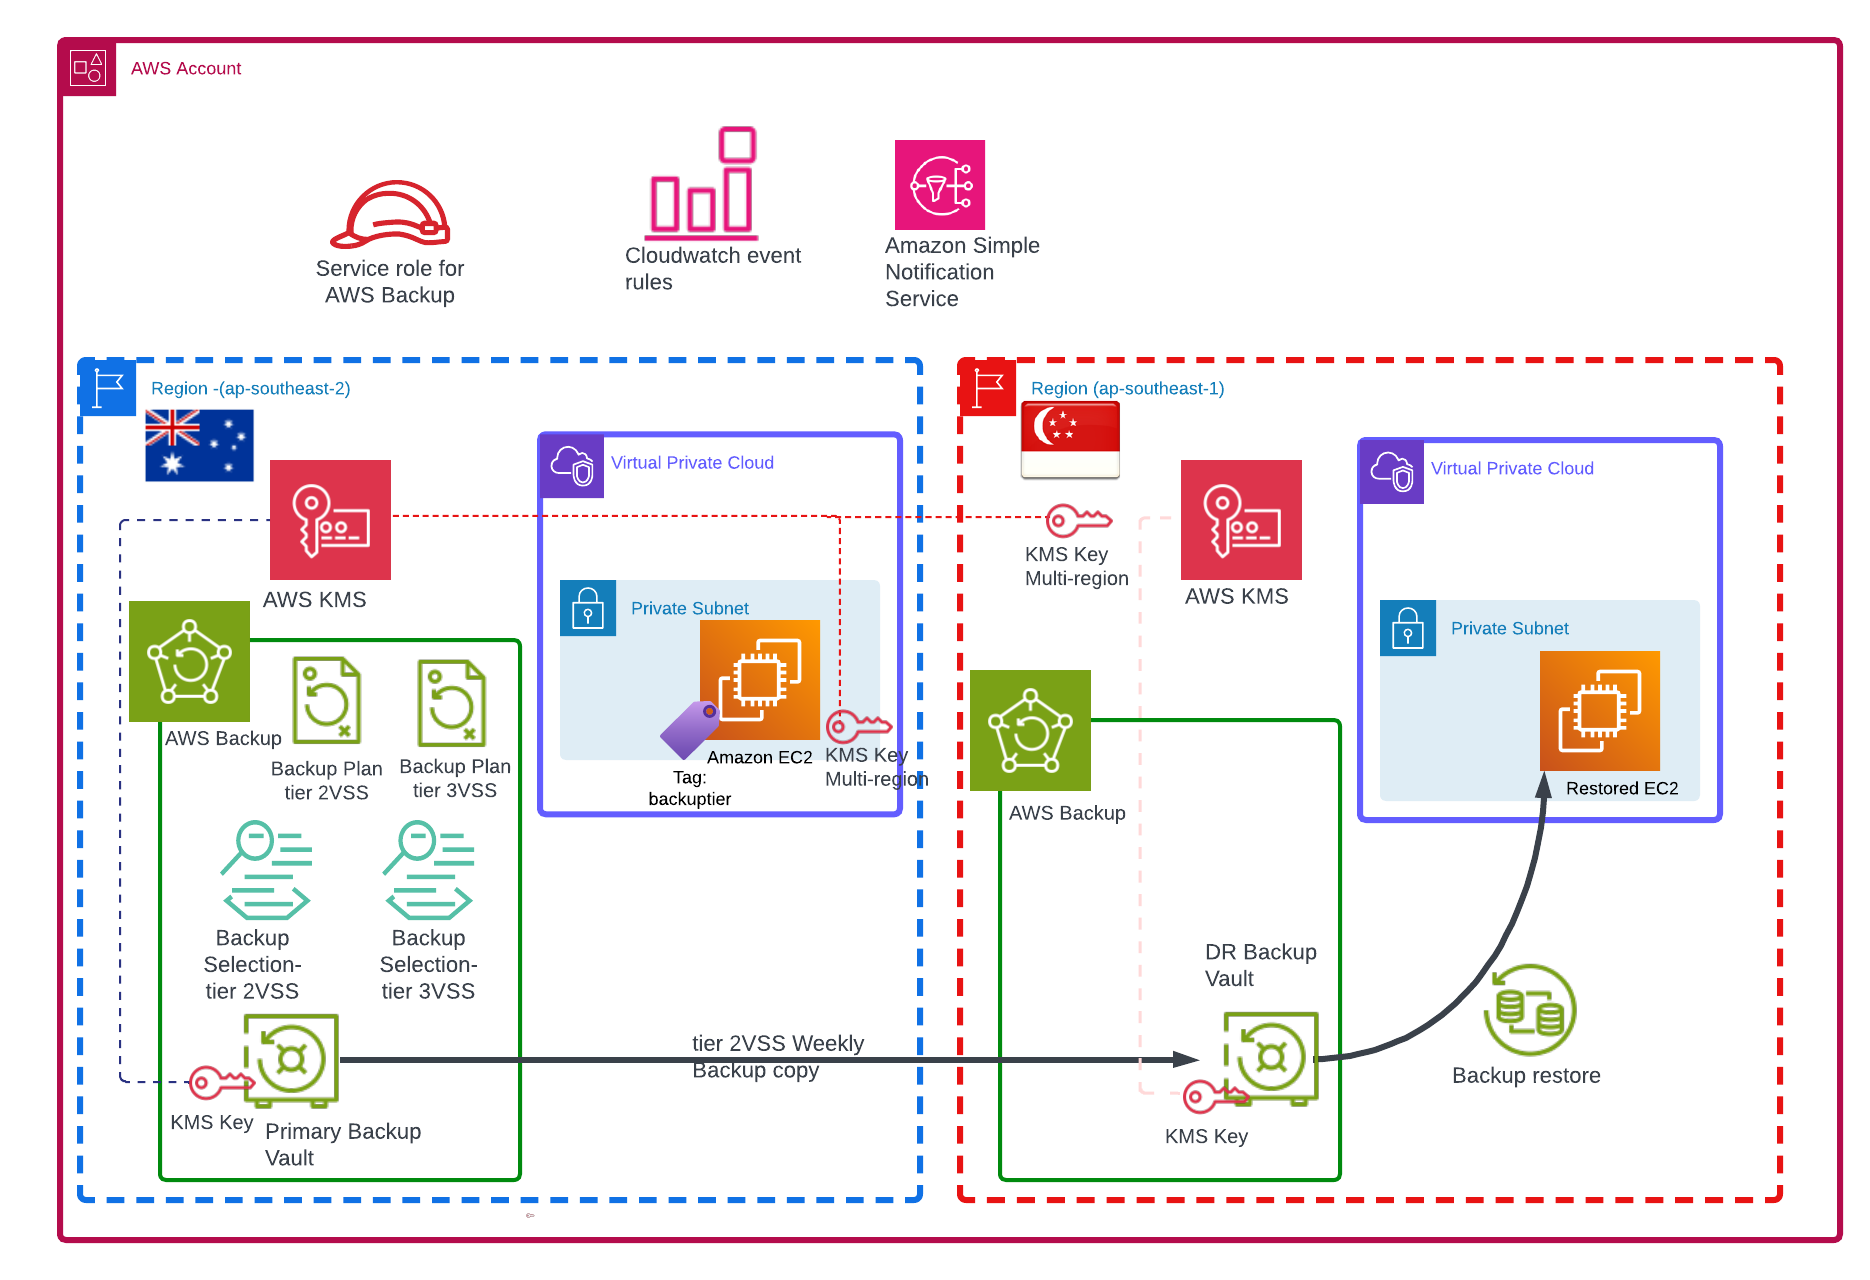 AWS Account
Service role for
AWS Backup
Cloudwatch event
rules
Amazon Simple
Notification
Service
Region -(ap-southeast-2)
AWS KMS
AWS Backup
Backup Plan
tier 2VSS
Backup Plan
tier 3VSS
Backup
Selection-
tier 2VSS
Backup
Selection-
tier 3VSS
KMS Key
Primary Backup
Vault
Virtual Private Cloud
Private Subnet
Amazon EC2
Tag:
backuptier
KMS Key
Multi-region
tier 2VSS Weekly
Backup copy
Region (ap-southeast-1)
KMS Key
Multi-region
AWS KMS
AWS Backup
DR Backup
Vault
KMS Key
Virtual Private Cloud
Private Subnet
Restored EC2
Backup restore